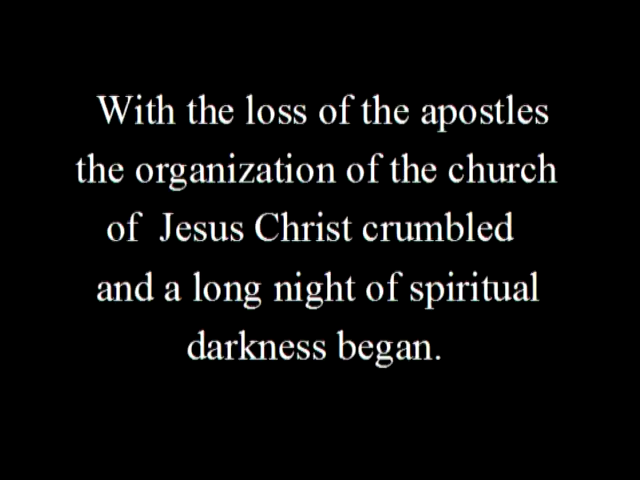 With the loss of the apostles
the organization of the church
of Jesus Christ crumbled
and a long night of spiritual
darkness began.